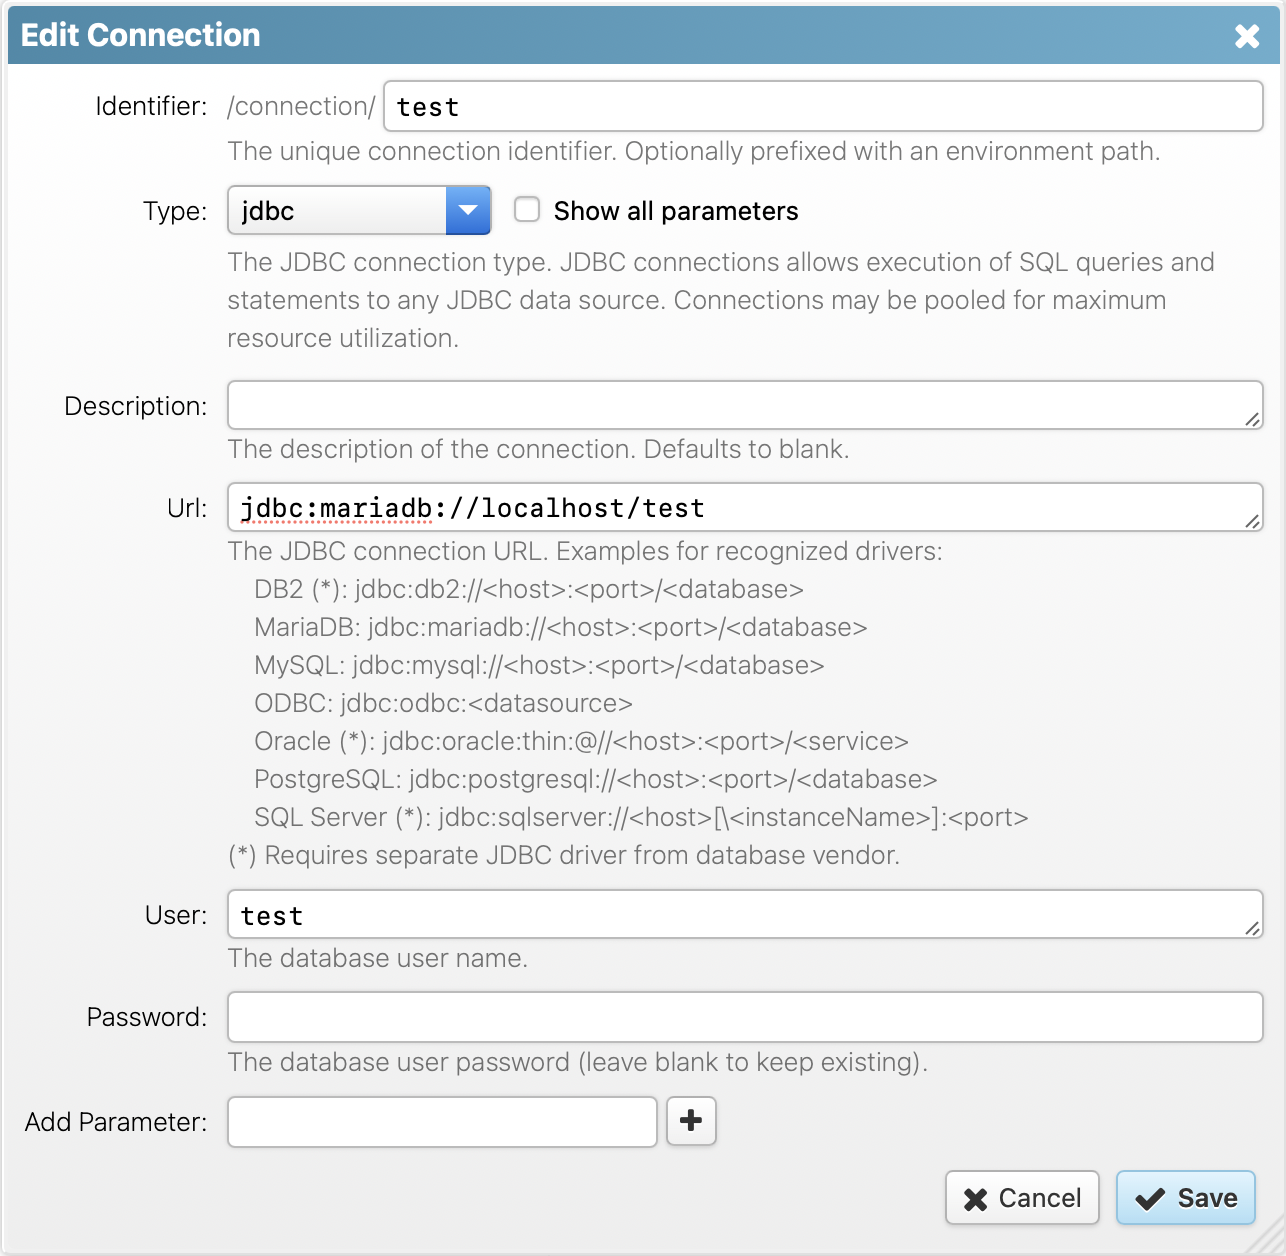 Edit Connection
Identifier: /connection/ test
The unique connection identifier. Optionally prefixed with an environment path.
Type: jdbc Show all parameters
The JDBC connection type. JDBC connections allows execution of SQL queries and
statements to any JDBC data source. Connections may be pooled for maximum
resource utilization.
Description:
The description of the connection. Defaults to blank.
Url: jdbc:mariadb://localhost/test
The JDBC connection URL. Examples for recognized drivers:
DB2 (*): jdbc:db2://<host>:<port>/<database>
MariaDB: jdbc:mariadb://<host>:<port>/<database>
MySQL: jdbc:mysql://<host>:<port>/<database>
ODBC: jdbc:odbc:<datasource>
Oracle (*): jdbc:oracle:thin:@//<host>:<port>/<service>
PostgreSQL: jdbc:postgresql://<host>:<port>/<database>
SQL Server (*): jdbc:sqlserver://<host>[\<instanceName>]:<port>
(*) Requires separate JDBC driver from database vendor.
User: test
The database user name.
Password:
The database user password (leave blank to keep existing).
Add Parameter:
Cancel Save